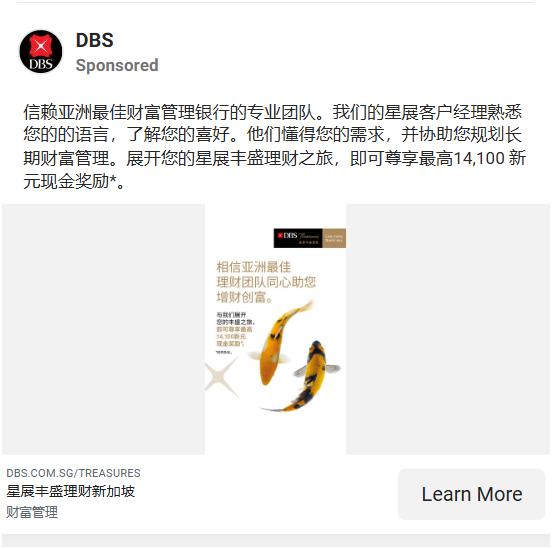 DBS
DBS
Sponsored
信赖亚洲最佳财富管理银行的专业团队。我们的星展客户经理熟悉
您的的语言，了解您的喜好。他们懂得您的需求，并协助您规划长
期财富管理。展开您的星展丰盛理财之旅，即可尊享最高14,100 新
元现金奖励*。
DBS Treasures
相信亚洲最佳
理财团队同心助您
增财创富。
与我们展开
您的丰盛之旅，
即可尊享最高
14,100新元
现金奖励*。
DBS.COM.SG/TREASURES
星展丰盛理财新加坡
财富管理
Learn More